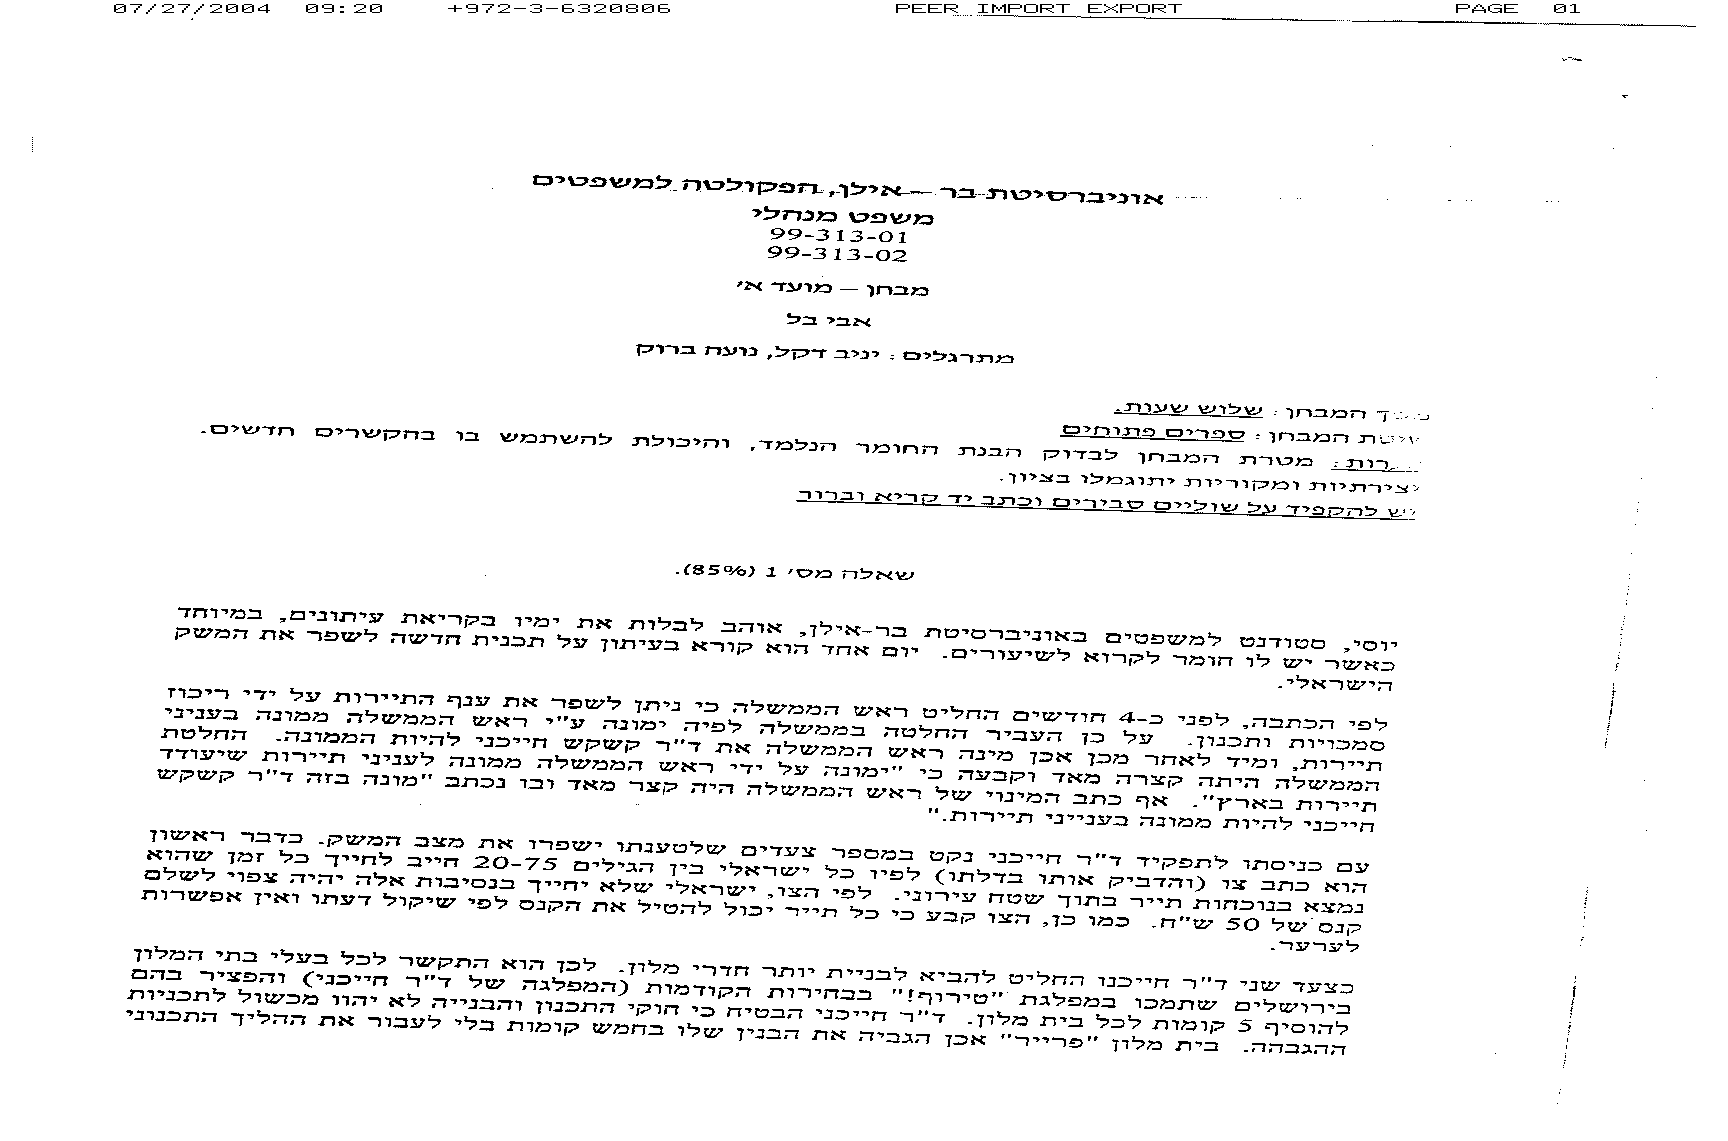 07/27/2004 09:20 +972-3-6320806 PEER IMPORT EXPORT PAGE 01
אוניברסיטת בר – אילן, הפקולטה למשפטים
משפט מנהלי
99-313-01
99-313-02
מבחן – מועד א'
אבי בל
מתרגלים: יניב דקל, נועה ברוק
המבחן: שלוש שעות.
שיטת המבחן: ספרים פתוחים
מטרת המבחן לבדוק הבנת החומר הנלמד, והיכולת להשתמש בו בהקשרים חדשים.
יצירתיות ומקוריות יתוגמלו בציון.
יש להקפיד על שוליים סבירים וכתב יד קריא וברור
שאלה מס' 1 (85%).
יוסי, סטודנט למשפטים באוניברסיטת בר-אילן, אוהב לבלות את ימיו בקריאת עיתונים, במיוחד
כאשר יש לו חומר לקרוא לשיעורים. יום אחד הוא קורא בעיתון על תכנית חדשה לשפר את המשק
הישראלי.
לפי הכתבה, לפני כ-4 חודשים החליט ראש הממשלה כי ניתן לשפר את ענף התיירות על ידי ריכוז
סמכויות ותכנון. על כן העביר החלטה בממשלה לפיה ימונה ע"י ראש הממשלה ממונה בעניני
תיירות, ומיד לאחר מכן אכן מינה ראש הממשלה את ד"ר קשקש חייכני להיות הממונה. החלטת
הממשלה היתה קצרה מאד וקבעה כי "ימונה על ידי ראש הממשלה ממונה לעניני תיירות שיעודד
תיירות בארץ". אף כתב המינוי של ראש הממשלה היה קצר מאד ובו נכתב "מונה בזה ד"ר קשקש
חייכני להיות ממונה בענייני תיירות."
עם כניסתו לתפקיד ד"ר חייכני נקט במספר צעדים שלטענתו ישפרו את מצב המשק. כדבר ראשון
הוא כתב צו (והדביק אותו בדלתו) לפיו כל ישראלי בין הגילים 20-75 חייב לחייך כל זמן שהוא
נמצא בנוכחות תייר בתוך שטח עירוני. לפי הצו, ישראלי שלא יחייך בנסיבות אלה יהיה צפוי לשלם
קנס של 50 ש"ח. כמו כן, הצו קבע כי כל תייר יכול להטיל את הקנס לפי שיקול דעתו ואין אפשרות
לערער.
כצעד שני ד"ר חייכנו החליט להביא לבניית יותר חדרי מלון. לכן הוא התקשר לכל בעלי בתי המלון
בירושלים שתמכו במפלגת "טירוף!" בבחירות הקודמות (המפלגה של ד"ר חייכני) והפציר בהם
להוסיף 5 קומות לכל בית מלון. ד"ר חייכני הבטיח כי חוקי התכנון והבנייה לא יהוו מכשול לתכניות
ההגבהה. בית מלון "פרייר" אכן הגביה את הבנין שלו בחמש קומות בלי לעבור את ההליך התכנוני